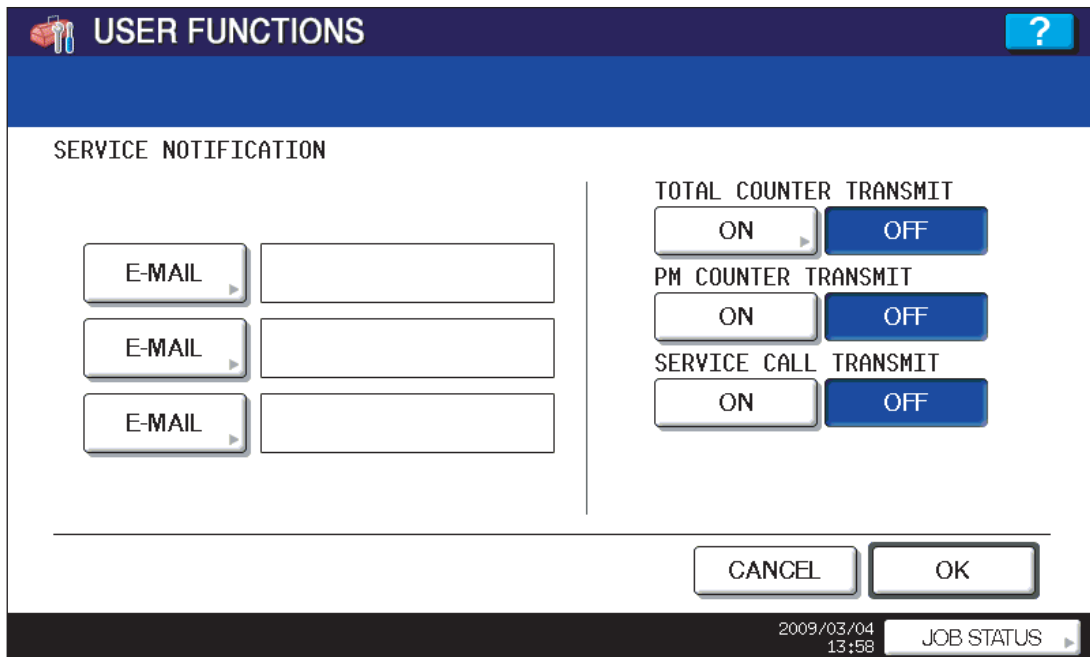 USER FUNCTIONS
?
SERVICE NOTIFICATION
E-MAIL
E-MAIL
E-MAIL
TOTAL COUNTER TRANSMIT
ON OFF
PM COUNTER TRANSMIT
ON OFF
SERVICE CALL TRANSMIT
ON OFF
CANCEL OK
2009/03/04
13:58
JOB STATUS